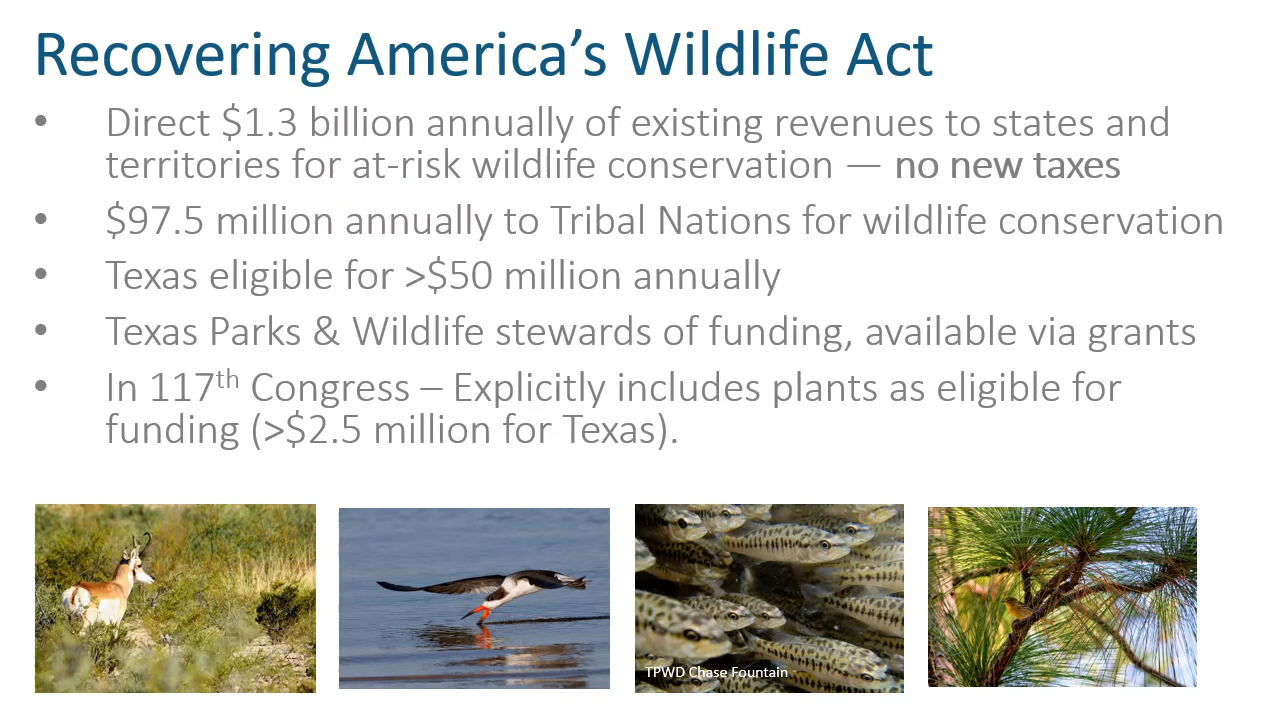 Recovering America’s Wildlife Act
• Direct $1.3 billion annually of existing revenues to states and
territories for at-risk wildlife conservation — no new taxes
• $97.5 million annually to Tribal Nations for wildlife conservation
• Texas eligible for >$50 million annually
• Texas Parks & Wildlife stewards of funding, available via grants
• In 117th Congress – Explicitly includes plants as eligible for
funding (>$2.5 million for Texas).
TPWD Chase Fountain